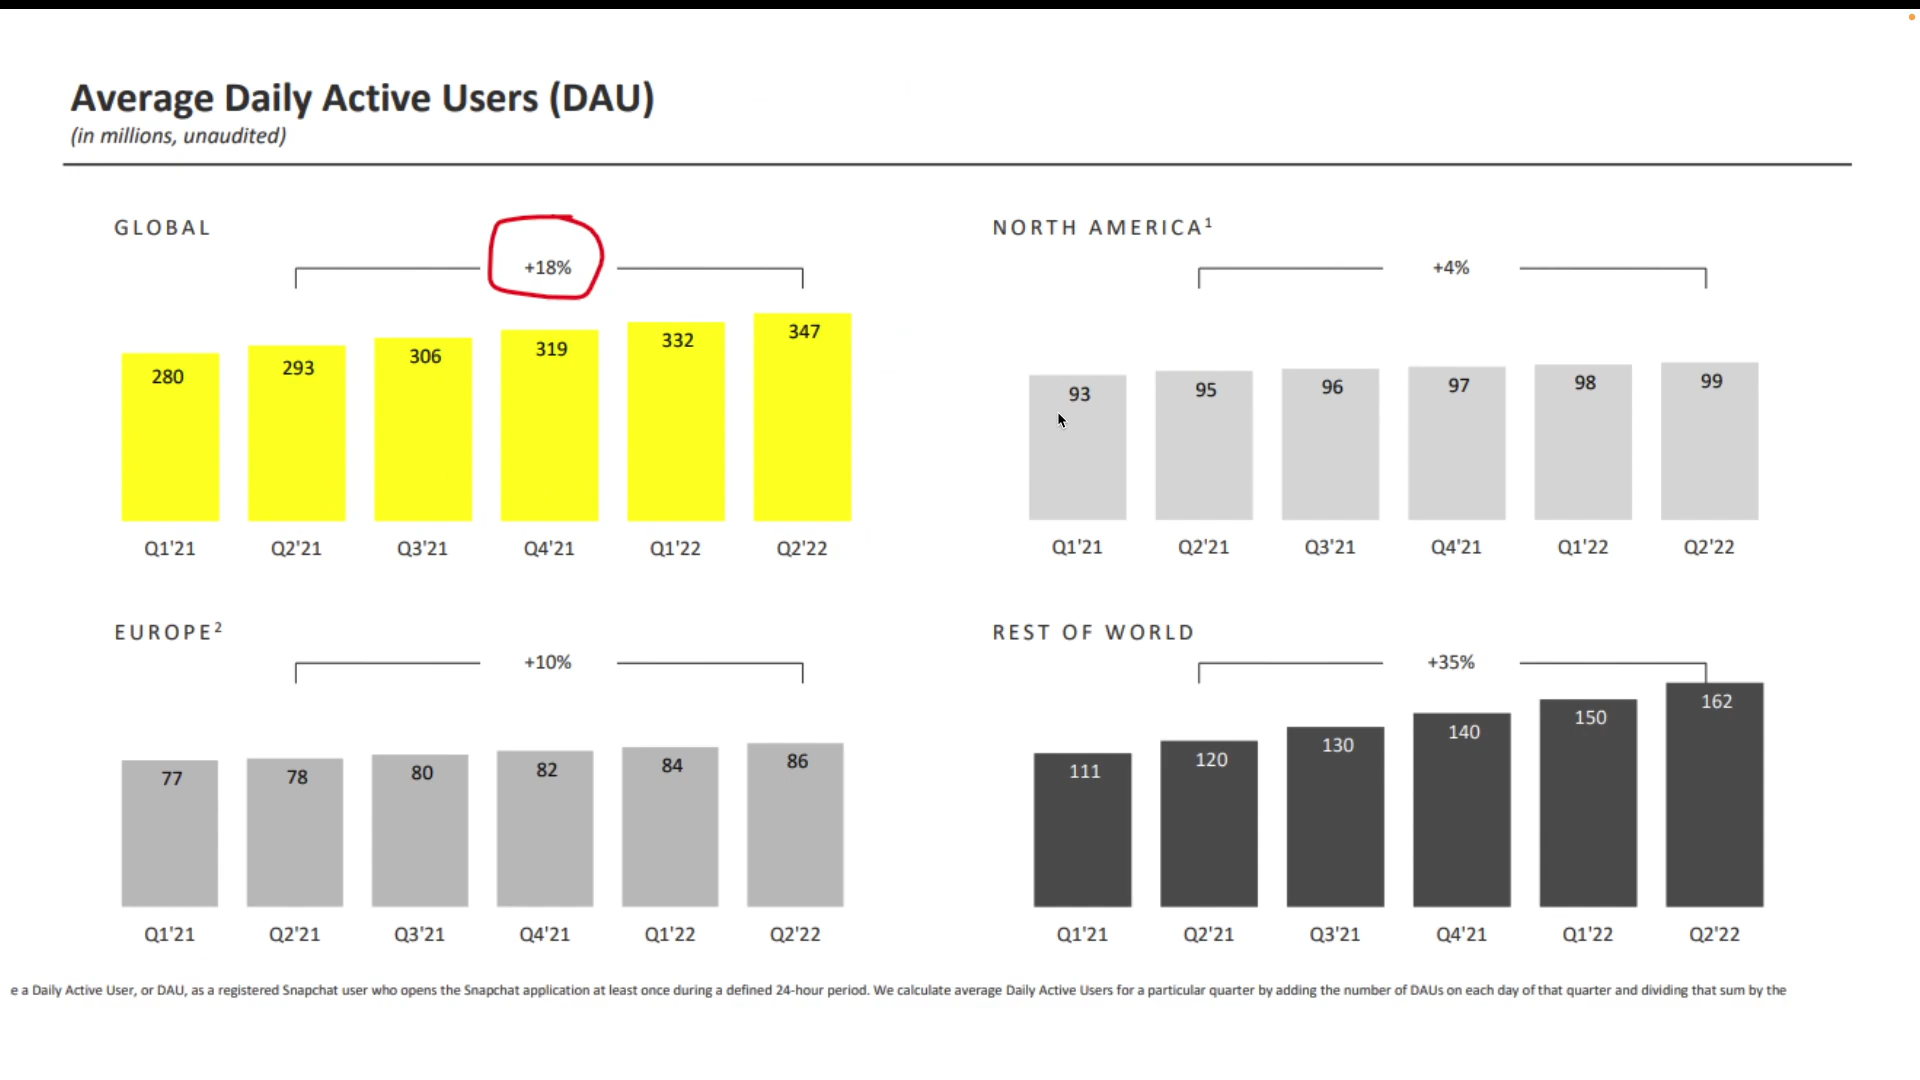 Average Daily Active Users (DAU)
(in millions, unaudited)
GLOBAL
+18%
280 293 306 319 332 347
Q1'21 Q2'21 Q3'21 Q4'21 Q1'22 Q2'22
NORTH AMERICA¹
+4%
93 95 96 97 98 99
Q1'21 Q2'21 Q3'21 Q4'21 Q1'22 Q2'22
EUROPE²
+10%
77 78 80 82 84 86
Q1'21 Q2'21 Q3'21 Q4'21 Q1'22 Q2'22
REST OF WORLD
+35%
111 120 130 140 150 162
Q1'21 Q2'21 Q3'21 Q4'21 Q1'22 Q2'22
e a Daily Active User, or DAU, as a registered Snapchat user who opens the Snapchat application at least once during a defined 24-hour period. We calculate average Daily Active Users for a particular quarter by adding the number of DAUs on each day of that quarter and dividing that sum by the